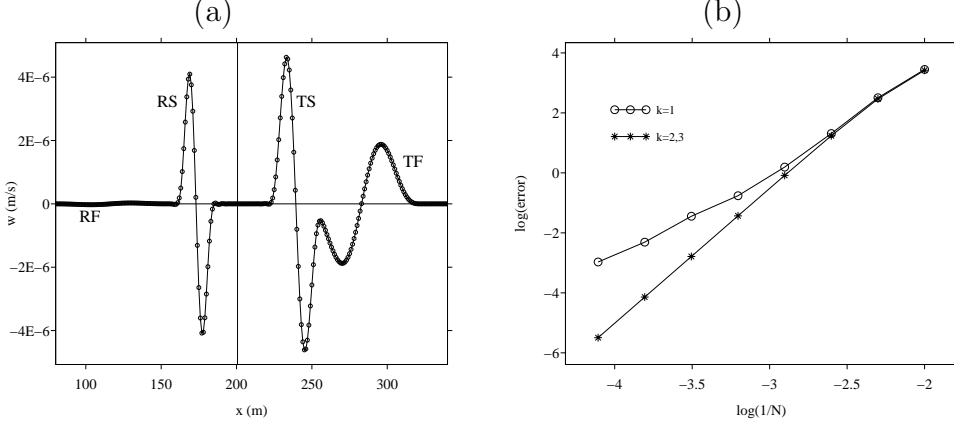 (a)
4E−6
2E−6
0
−2E−6
−4E−6
w (m/s)
RS
TS
TF
RF
100
150
200
250
300
x (m)
(b)
4
2
0
−2
−4
−6
log(error)
k=1
k=2,3
−4
−3.5
−3
−2.5
−2
log(1/N)